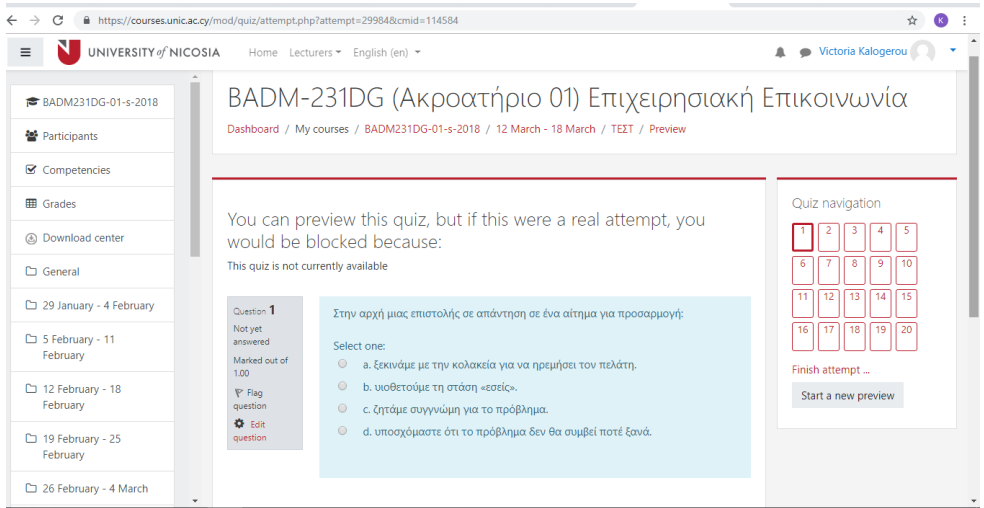 https://courses.unic.ac.cy/mod/quiz/attempt.php?attempt=29984&cmid=114584
K
UNIVERSITY of NICOSIA
Home Lecturers English (en)
Victoria Kalogerou
BADM231DG-01-s-2018
Participants
Competencies
Grades
Download center
General
29 January - 4 February
5 February - 11
February
12 February - 18
February
19 February - 25
February
26 February - 4 March
BADM-231DG (Ακροατήριο 01) Επιχειρησιακή Επικοινωνία
Dashboard / My courses / BADM231DG-01-s-2018 / 12 March - 18 March / ΤΕΣΤ / Preview
You can preview this quiz, but if this were a real attempt, you
would be blocked because:
This quiz is not currently available
Question 1
Not yet
answered
Marked out of
1.00
Flag
question
Edit
question
Στην αρχή μιας επιστολής σε απάντηση σε ένα αίτημα για προσαρμογή:
Select one:
a. ξεκινάμε με την κολακεία για να ηρεμήσει τον πελάτη.
b. υιοθετούμε τη στάση «εσείς».
c. ζητάμε συγνώμη για το πρόβλημα.
d. υποσχόμαστε ότι το πρόβλημα δεν θα συμβεί ποτέ ξανά.
Quiz navigation
1 2 3 4 5
6 7 8 9 10
11 12 13 14 15
16 17 18 19 20
Finish attempt ...
Start a new preview